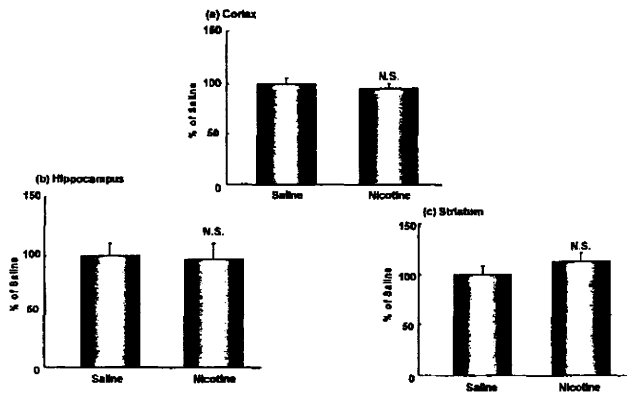 (a) Cortex
150
100
50
0
% of Saline
N.S.
Saline
Nicotine
(b) Hippocampus
150
100
50
0
% of Saline
N.S.
Saline
Nicotine
(c) Striatum
150
100
50
0
% of Saline
N.S.
Saline
Nicotine